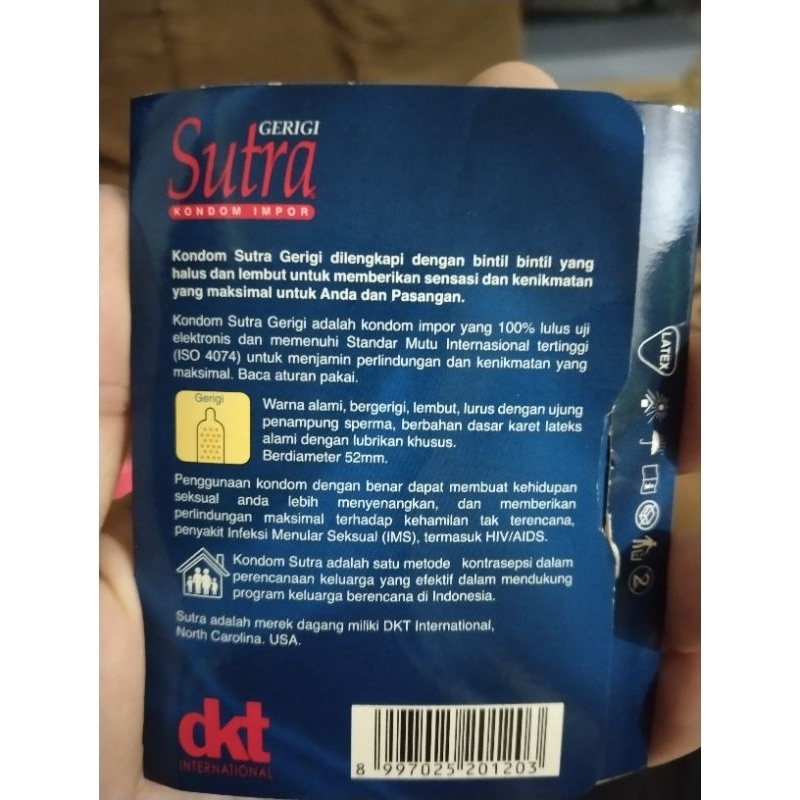 GERIGI
Sutra
KONDOM IMPOR
Kondom Sutra Gerigi dilengkapi dengan bintil bintil yang
halus dan lembut untuk memberikan sensasi dan kenikmatan
yang maksimal untuk Anda dan Pasangan.
Kondom Sutra Gerigi adalah kondom impor yang 100% lulus uji
elektronis dan memenuhi Standar Mutu Internasional tertinggi
(ISO 4074) untuk menjamin perlindungan dan kenikmatan yang
maksimal. Baca aturan pakai.
Gerigi
Warna alami, bergerigi, lembut, lurus dengan ujung
penampung sperma, berbahan dasar karet lateks
alami dengan lubrikan khusus.
Berdiameter 52mm.
Penggunaan kondom dengan benar dapat membuat kehidupan
seksual anda lebih menyenangkan, dan memberikan
perlindungan maksimal terhadap kehamilan tak terencana,
penyakit Infeksi Menular Seksual (IMS), termasuk HIV/AIDS.
Kondom Sutra adalah satu metode kontrasepsi dalam
perencanaan keluarga yang efektif dalam mendukung
program keluarga berencana di Indonesia.
Sutra adalah merek dagang miliki DKT International,
North Carolina. USA.
dkt
INTERNATIONAL
8 997025 201203
LATEX
2